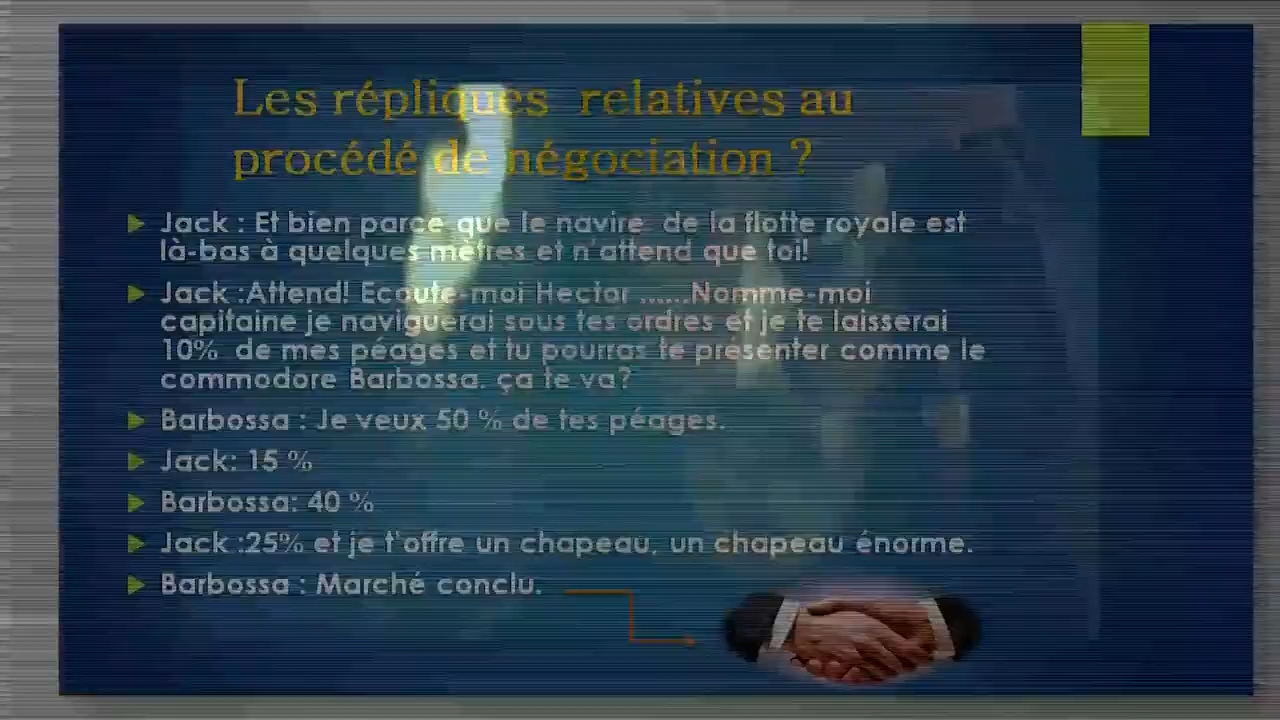 Les répliques relatives au
procédé de négociation ?
Jack : Et bien parce que le navire de la flotte royale est
là-bas à quelques mètres et n'attend que toi!
Jack :Attend! Ecoute-moi Hector ......Nomme-moi
capitaine je naviguerai sous tes ordres et je te laisserai
10% de mes péages et tu pourras te présenter comme le
commodore Barbossa. ça te va?
Barbossa : Je veux 50 % de tes péages.
Jack: 15 %
Barbossa: 40 %
Jack :25% et je t'offre un chapeau, un chapeau énorme.
Barbossa : Marché conclu.